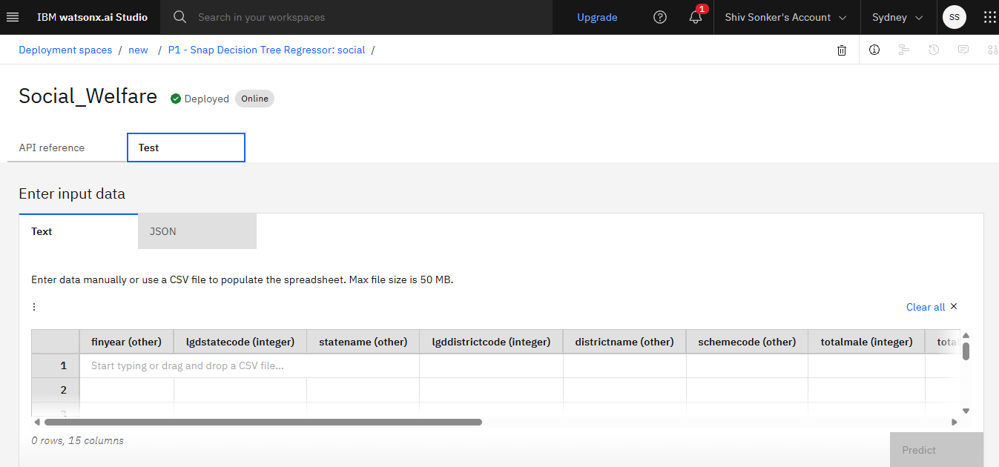 IBM watsonx.ai Studio Search in your workspaces Upgrade 1 Shiv Sonker's Account Sydney SS
Deployment spaces / new / P1 - Snap Decision Tree Regressor: social /
Social_Welfare Deployed Online
API reference Test
Enter input data
Text JSON
Enter data manually or use a CSV file to populate the spreadsheet. Max file size is 50 MB.
Clear all
finyear (other) lgdstatecode (integer) statename (other) lgddistrictcode (integer) districtname (other) schemecode (other) totalmale (integer)
1 Start typing or drag and drop a CSV file...
2
3
0 rows, 15 columns
Predict